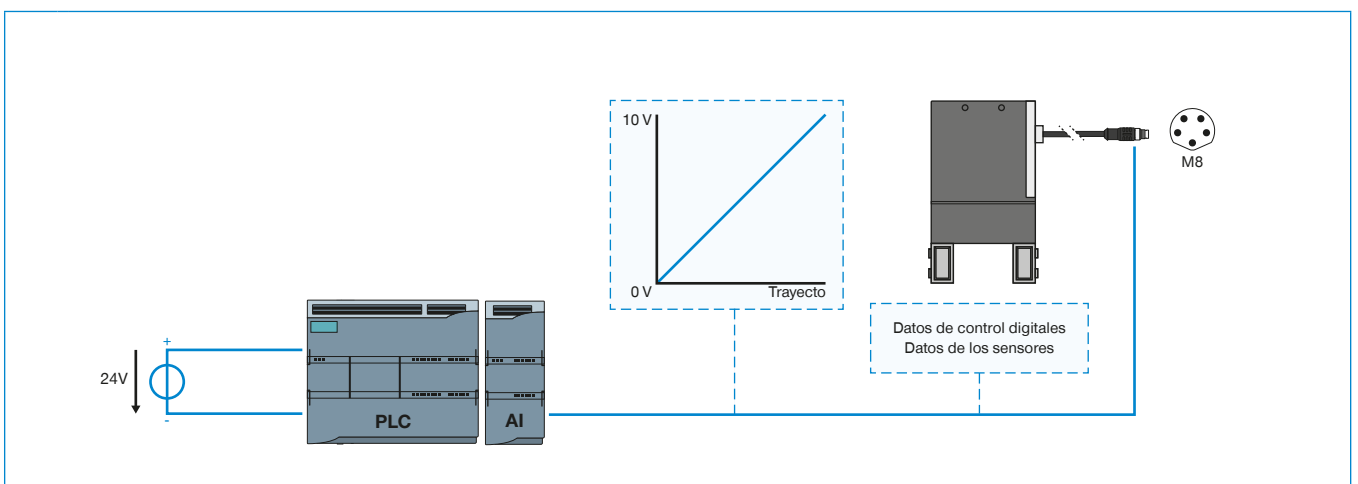 10 V
0 V
Trayecto
M8
Datos de control digitales
Datos de los sensores
24V
+
-
PLC
AI